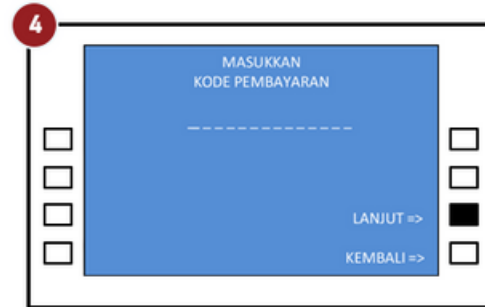 4
MASUKKAN
KODE PEMBAYARAN
_ _ _ _ _ _ _ _ _ _ _ _ _ _
LANJUT =>
KEMBALI =>